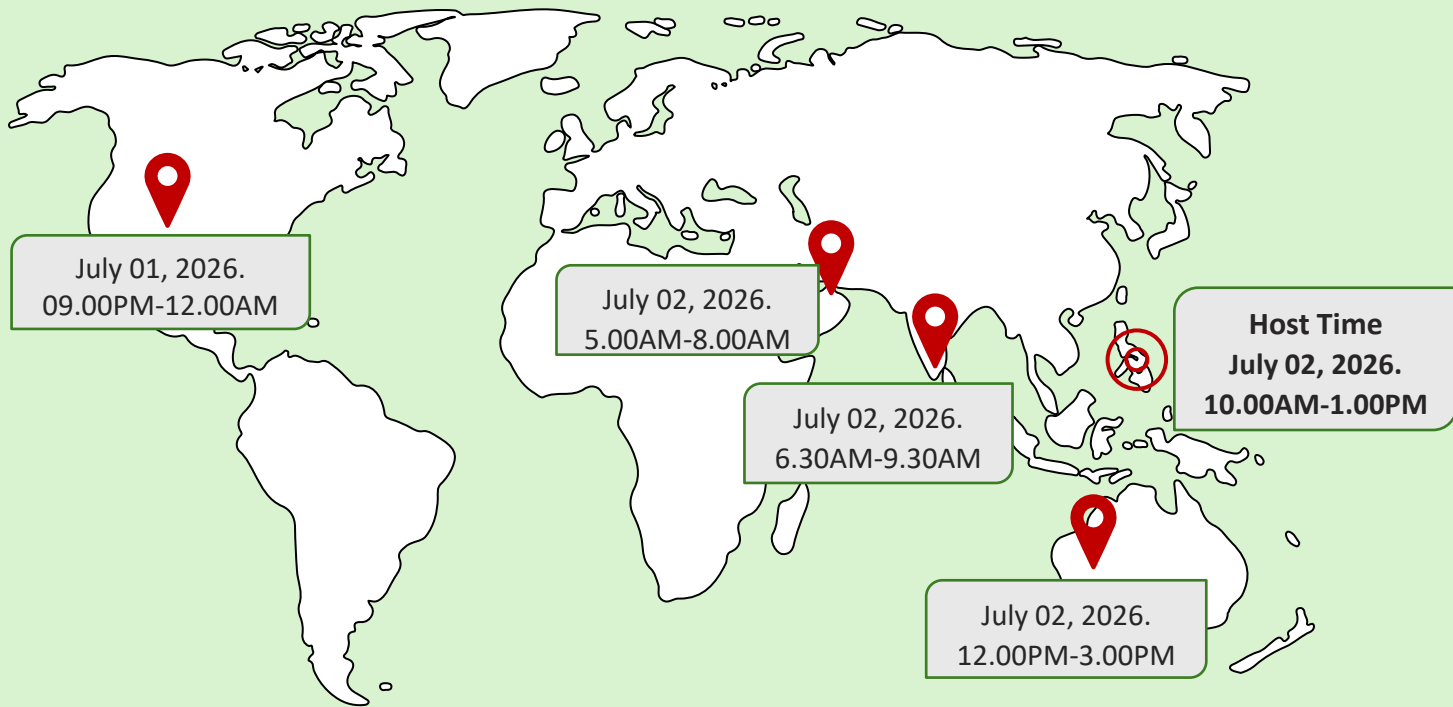 July 01, 2026.
09.00PM-12.00AM
July 02, 2026.
5.00AM-8.00AM
July 02, 2026.
6.30AM-9.30AM
Host Time
July 02, 2026.
10.00AM-1.00PM
July 02, 2026.
12.00PM-3.00PM